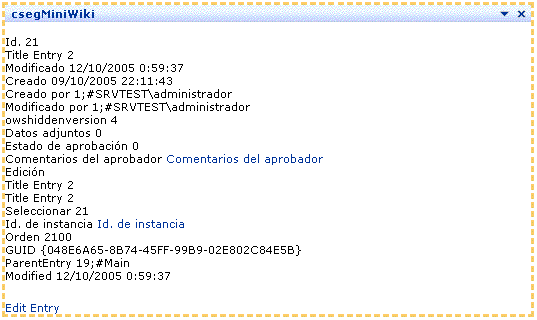 csegMiniWiki
Id. 21
Title Entry 2
Modificado 12/10/2005 0:59:37
Creado 09/10/2005 22:11:43
Creado por 1;#SRVTEST\administrador
Modificado por 1;#SRVTEST\administrador
owshiddenversion 4
Datos adjuntos 0
Estado de aprobación 0
Comentarios del aprobador Comentarios del aprobador
Edición
Title Entry 2
Title Entry 2
Seleccionar 21
Id. de instancia Id. de instancia
Orden 2100
GUID {048E6A65-8B74-45FF-99B9-02E802C84E5B}
ParentEntry 19;#Main
Modified 12/10/2005 0:59:37
Edit Entry